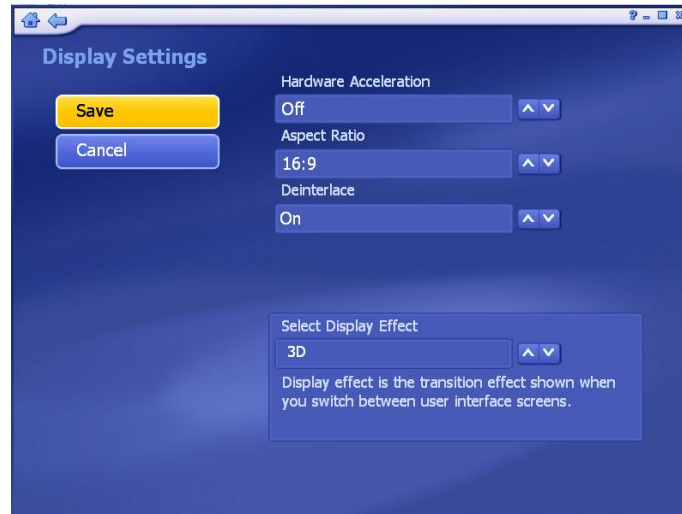 Display Settings
Save
Cancel
Hardware Acceleration
Off
Aspect Ratio
16:9
Deinterlace
On
Select Display Effect
3D
Display effect is the transition effect shown when
you switch between user interface screens.